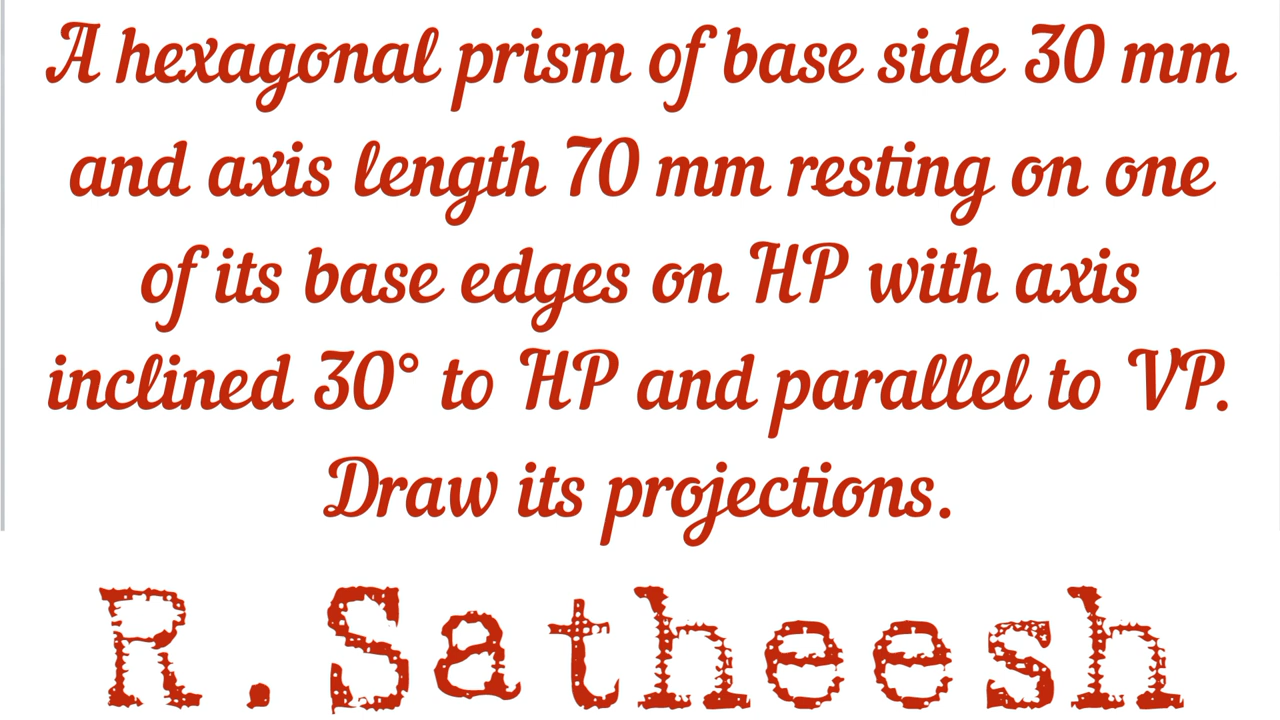 A hexagonal prism of base side 30 mm
and axis length 70 mm resting on one
of its base edges on HP with axis
inclined 30° to HP and parallel to VP.
Draw its projections.
R.Satheesh